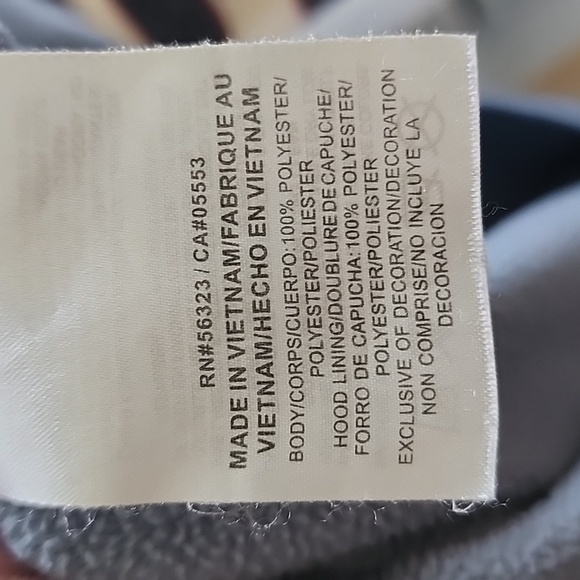 RN#56323 / CA#05553
MADE IN VIETNAM/FABRIQUE AU
VIETNAM/HECHO EN VIETNAM
BODY/CORPS/CUERPO:100% POLYESTER/
POLYESTER/POLIESTER
HOOD LINING/DOUBLURE DE CAPUCHE/
FORRO DE CAPUCHA:100% POLYESTER/
POLYESTER/POLIESTER
EXCLUSIVE OF DECORATION/DECORATION
NON COMPRISE/NO INCLUYE LA
DECORACION